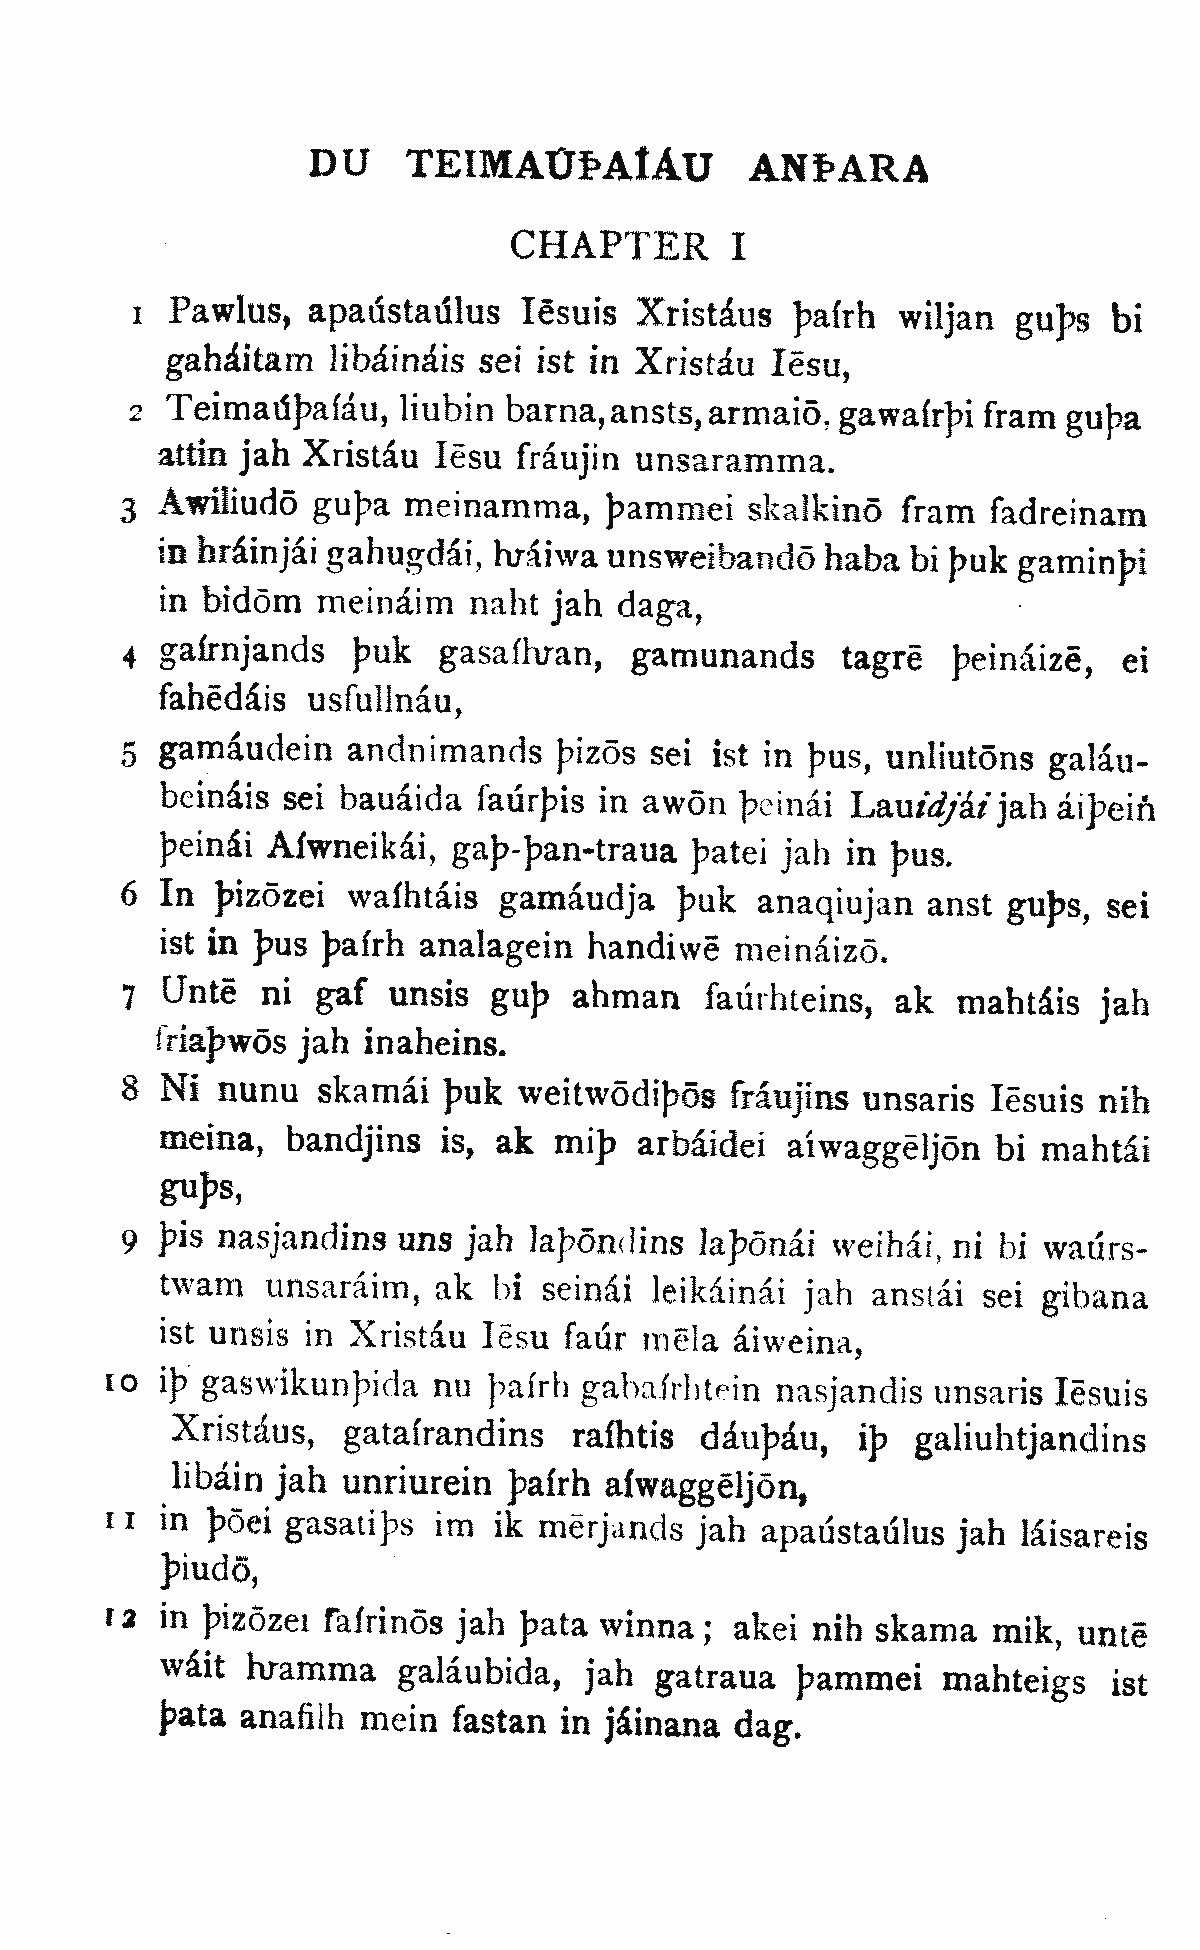 DU TEIMAÚÞAÍÁU ANÞARA
CHAPTER I
1 Pawlus, apaústaúlus Iēsuis Xristáus þaírh wiljan guþs bi
gaháitam libáináis sei ist in Xristáu Iēsu,
2 Teimaúþaíáu, liubin barna, ansts, armaiō, gawaírþi fram guþa
attin jah Xristáu Iēsu fráujin unsaramma.
3 Awiliudō guþa meinamma, þammei skalkinō fram fadreinam
in hráinjái gahugdái, ƕáiwa unsweibandō haba bi þuk gaminþi
in bidōm meináim naht jah daga,
4 gaírnjands þuk gasaíƕan, gamunands tagrē þeináizē, ei
fahēdáis usfullnáu,
5 gamáudein andnimands þizōs sei ist in þus, unliutōns galáu-
beináis sei bauáida faúrþis in awōn þeinái Lauidjái jah áiþein
þeinái Aíwneikái, gaþ-þan-traua þatei jah in þus.
6 In þizōzei waíhtáis gamáudja þuk anaqiujan anst guþs, sei
ist in þus þaírh analagein handiwē meináizō.
7 Untē ni gaf unsis guþ ahman faúrhteins, ak mahtáis jah
friaþwōs jah inaheins.
8 Ni nunu skamái þuk weitwōdiþōs fráujins unsaris Iēsuis nih
meina, bandjins is, ak miþ arbáidei aíwaggēljōn bi mahtái
guþs,
9 þis nasjandins uns jah laþōndins laþōnái weihái, ni bi waúrs-
twam unsaráim, ak bi seinái leikáinái jah anstái sei gibana
ist unsis in Xristáu Iēsu faúr mēla áiweina,
10 iþ gaswikunþida nu þaírh gabaírhtein nasjandis unsaris Iēsuis
Xristáus, gataírandins raíhtis dáuþáu, iþ galiuhtjandins
libáin jah unriurein þaírh aíwaggēljōn,
11 in þōei gasatiþs im ik mērjands jah apaústaúlus jah láisareis
þiudō,
12 in þizōzei faírinōs jah þata winna; akei nih skama mik, untē
wáit ƕamma galáubida, jah gatraua þammei mahteigs ist
þata anafilh mein fastan in jáinana dag.